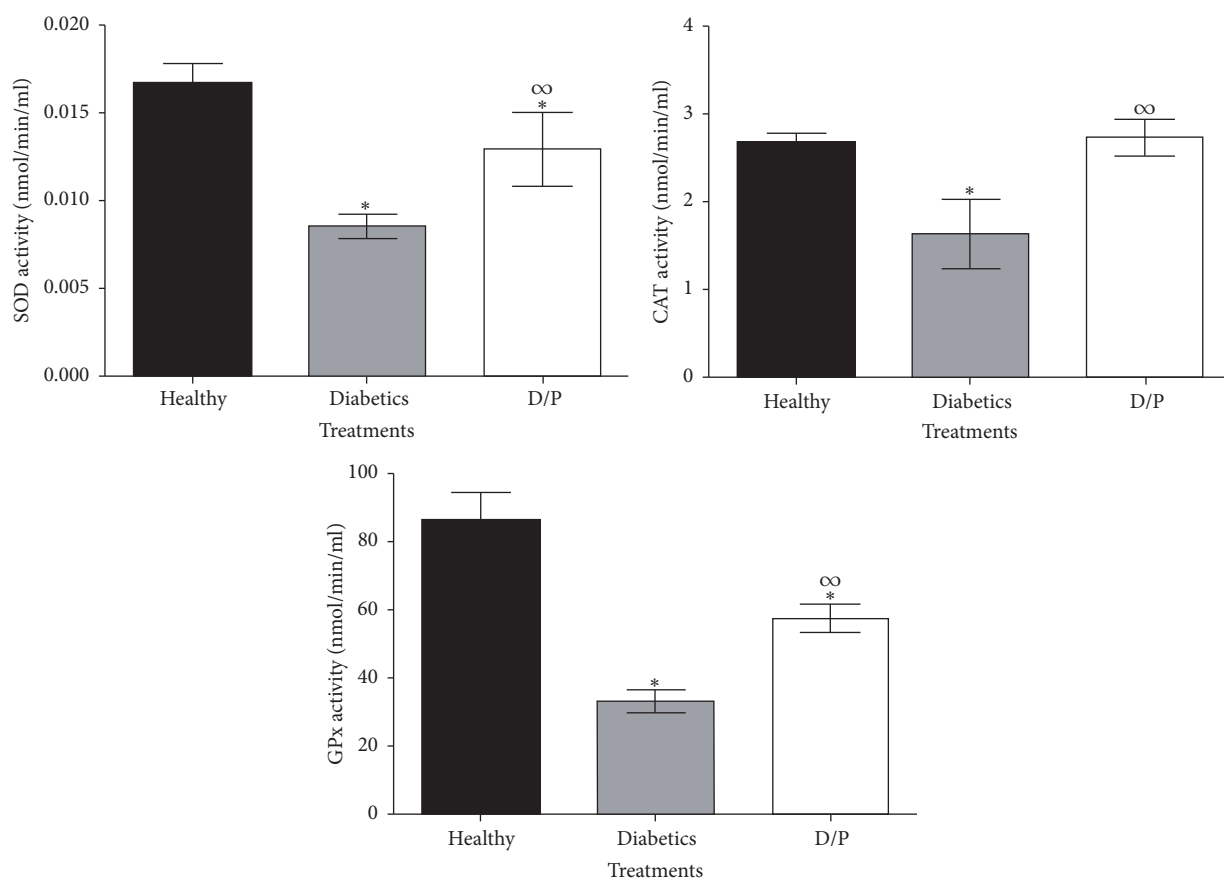 SOD activity (nmol/min/ml)
0.020
0.015
0.010
0.005
0.000
*
∞
*
Healthy
Diabetics
D/P
Treatments
CAT activity (nmol/min/ml)
4
3
2
1
0
*
∞
Healthy
Diabetics
D/P
Treatments
GPx activity (nmol/min/ml)
100
80
60
40
20
0
*
∞
*
Healthy
Diabetics
D/P
Treatments